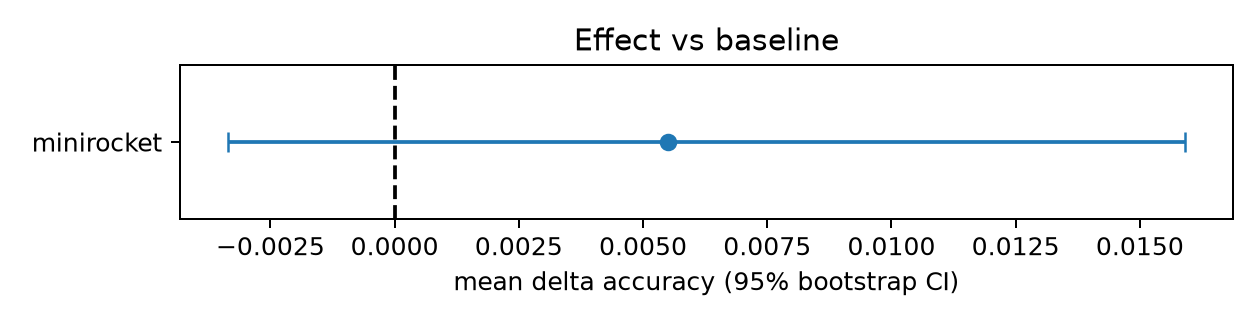 Effect vs baseline
minirocket
−0.0025 0.0000 0.0025 0.0050 0.0075 0.0100 0.0125 0.0150
mean delta accuracy (95% bootstrap CI)